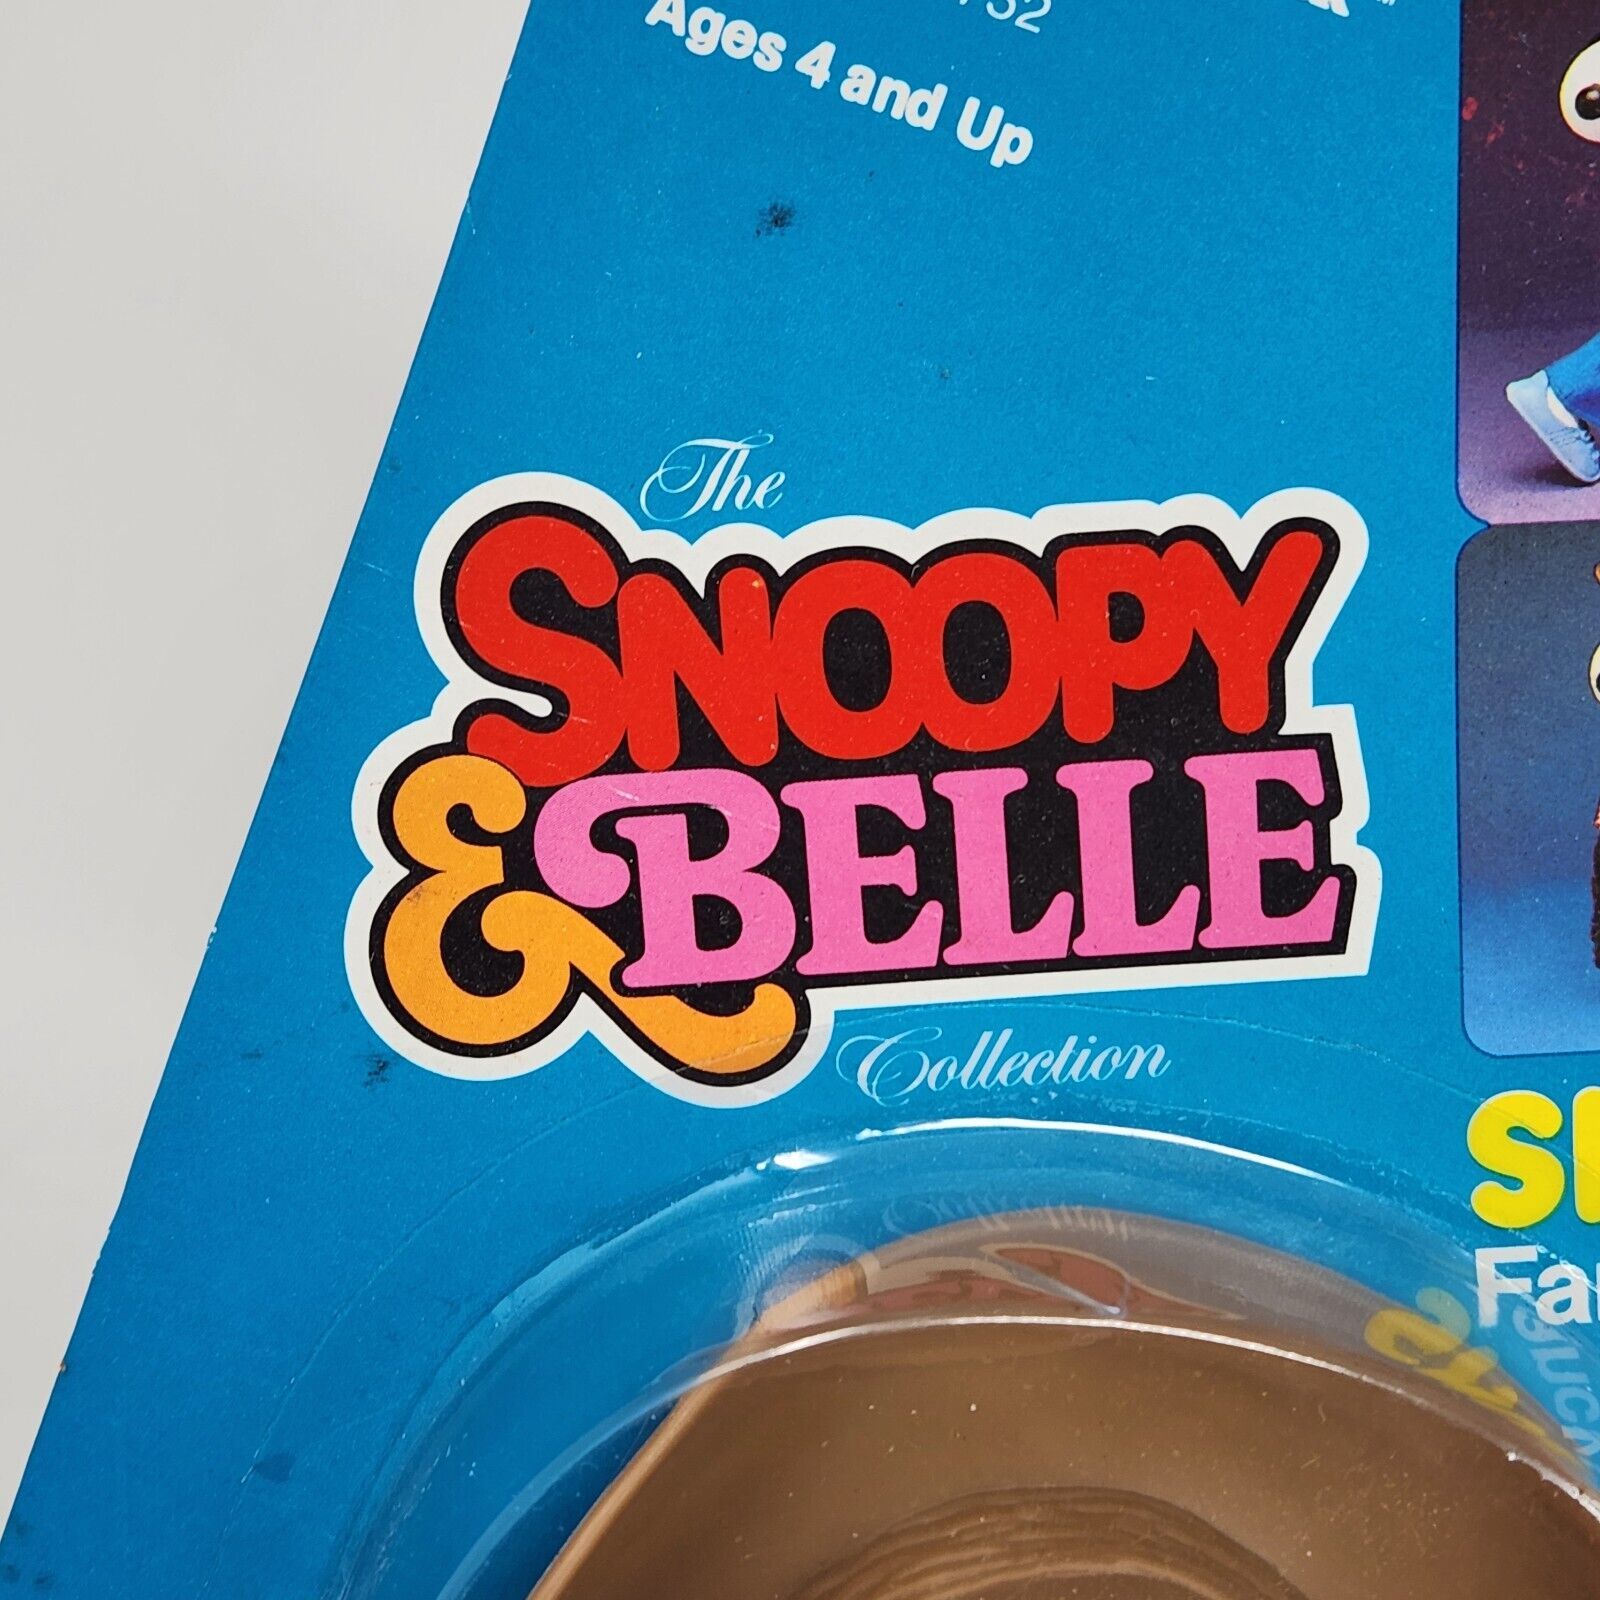 Ages 4 and Up
The
SNOOPY
& BELLE
Collection